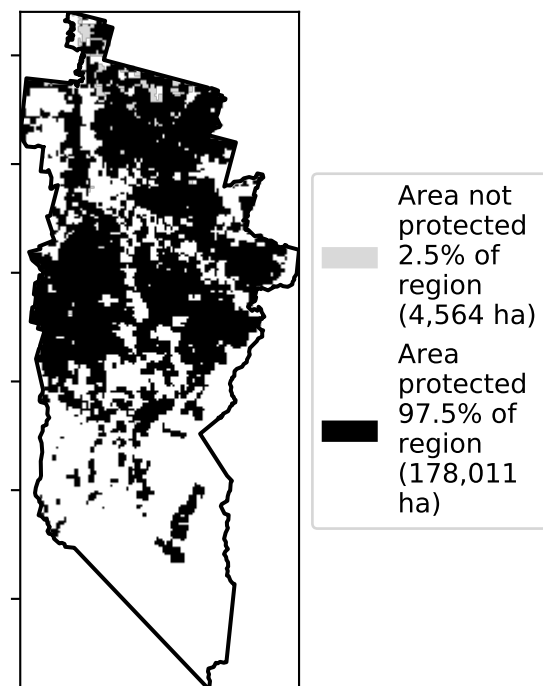 Area not
protected
2.5% of
region
(4,564 ha)
Area
protected
97.5% of
region
(178,011
ha)